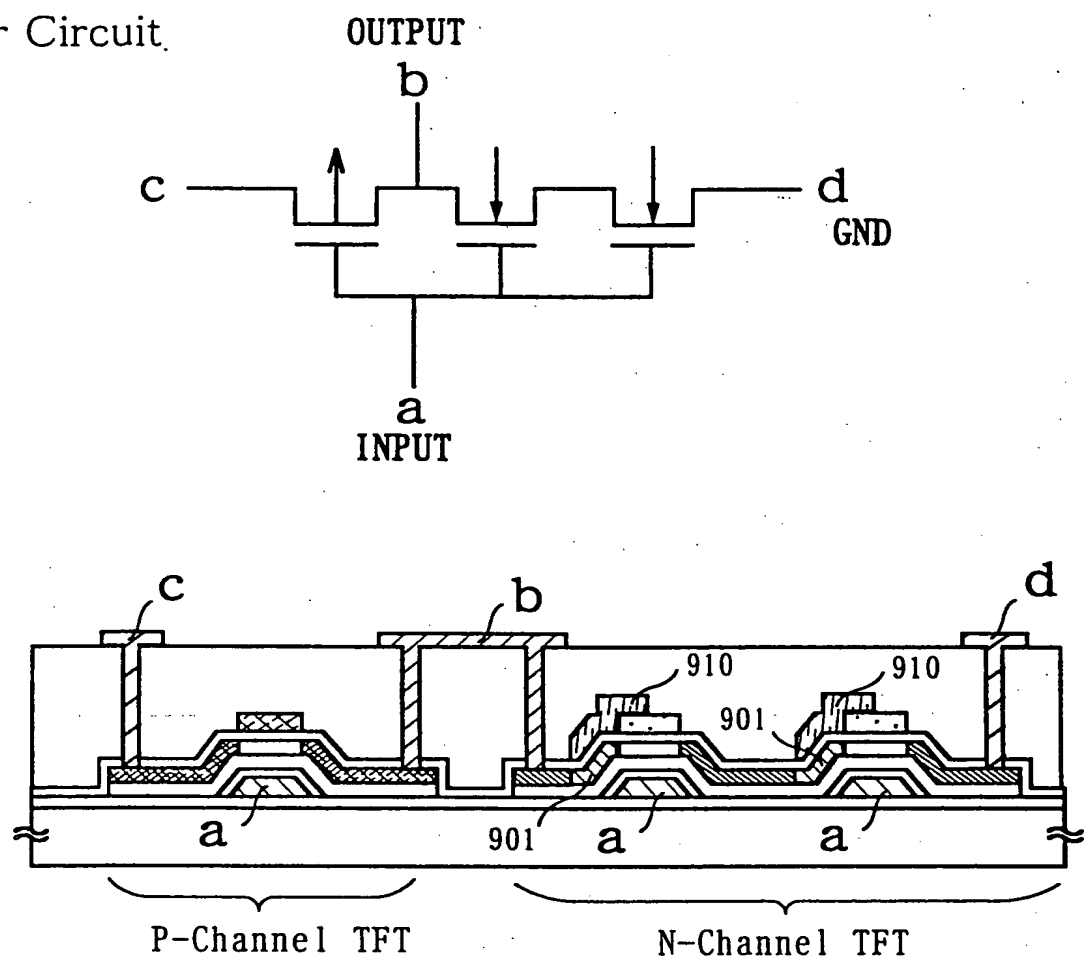 r Circuit.
OUTPUT
b
c
d
GND
a
INPUT
c
b
d
910
910
901
a
901
a
a
P-Channel TFT
N-Channel TFT